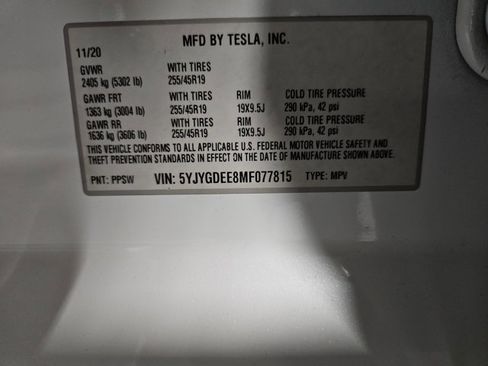 MFD BY TESLA, INC.
11/20
GVWR WITH TIRES
2405 kg (5302 lb) 255/45R19
GAWR FRT WITH TIRES RIM COLD TIRE PRESSURE
1363 kg (3004 lb) 255/45R19 19X9.5J 290 kPa, 42 psi
GAWR RR WITH TIRES RIM COLD TIRE PRESSURE
1636 kg (3606 lb) 255/45R19 19X9.5J 290 kPa, 42 psi
THIS VEHICLE CONFORMS TO ALL APPLICABLE U.S. FEDERAL MOTOR VEHICLE SAFETY AND
THEFT PREVENTION STANDARDS IN EFFECT ON THE DATE OF MANUFACTURE SHOWN ABOVE.
PNT: PPSW VIN: 5YJYGDEE8MF077815 TYPE: MPV